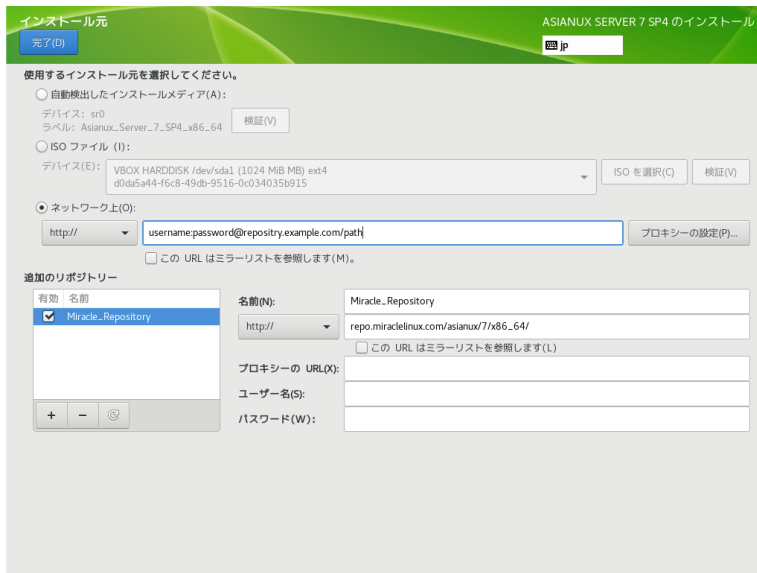 インストール元
ASIANUX SERVER 7 SP4 のインストール
完了(D)
jp
使用するインストール元を選択してください。
自動検出したインストールメディア(A):
デバイス: sr0
ラベル: Asianux_Server_7_SP4_x86_64
検証(V)
ISO ファイル (I):
デバイス(E):
VBOX HARDDISK /dev/sda1 (1024 MiB MB) ext4
d0da5a44-f6c8-49db-9516-0c034035b915
ISO を選択(C)
検証(V)
ネットワーク上(O):
http://
username:password@repositry.example.com/path
プロキシーの設定(P)...
この URL はミラーリストを参照します(M)。
追加のリポジトリー
有効 名前
Miracle_Repository
名前(N):
Miracle_Repository
http://
repo.miraclelinux.com/asianux/7/x86_64/
この URL はミラーリストを参照します(L)
プロキシーの URL(X):
ユーザー名(S):
パスワード(W):